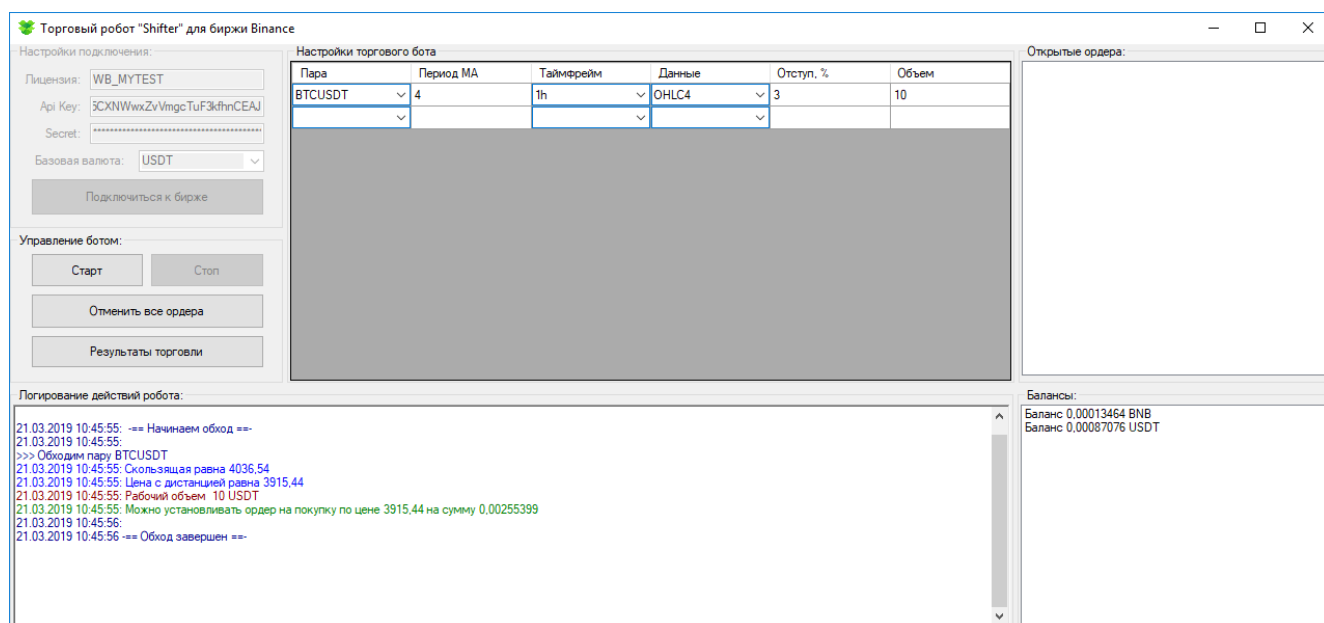 Торговый робот "Shifter" для биржи Binance
Настройки подключения:
Лицензия: WB_MYTEST
Api Key: 5CXNWwxZvVmgcTuF3kfhnCEAJ
Secret: ******************************************
Базовая валюта: USDT
Подключиться к бирже
Управление ботом:
Старт Стоп
Отменить все ордера
Результаты торговли
Настройки торгового бота
Пара Период МА Таймфрейм Данные Отступ, % Объем
BTCUSDT 4 1h OHLC4 3 10
Открытые ордера:
Логирование действий робота:
21.03.2019 10:45:55: -== Начинаем обход ==-
21.03.2019 10:45:55:
>>> Обходим пару BTCUSDT
21.03.2019 10:45:55: Скользящая равна 4036,54
21.03.2019 10:45:55: Цена с дистанцией равна 3915,44
21.03.2019 10:45:55: Рабочий объем  10 USDT
21.03.2019 10:45:55: Можно установливать ордер на покупку по цене 3915,44 на сумму 0,00255399
21.03.2019 10:45:56:
21.03.2019 10:45:56 -== Обход завершен ==-
Балансы:
Баланс 0,00013464 BNB
Баланс 0,00087076 USDT